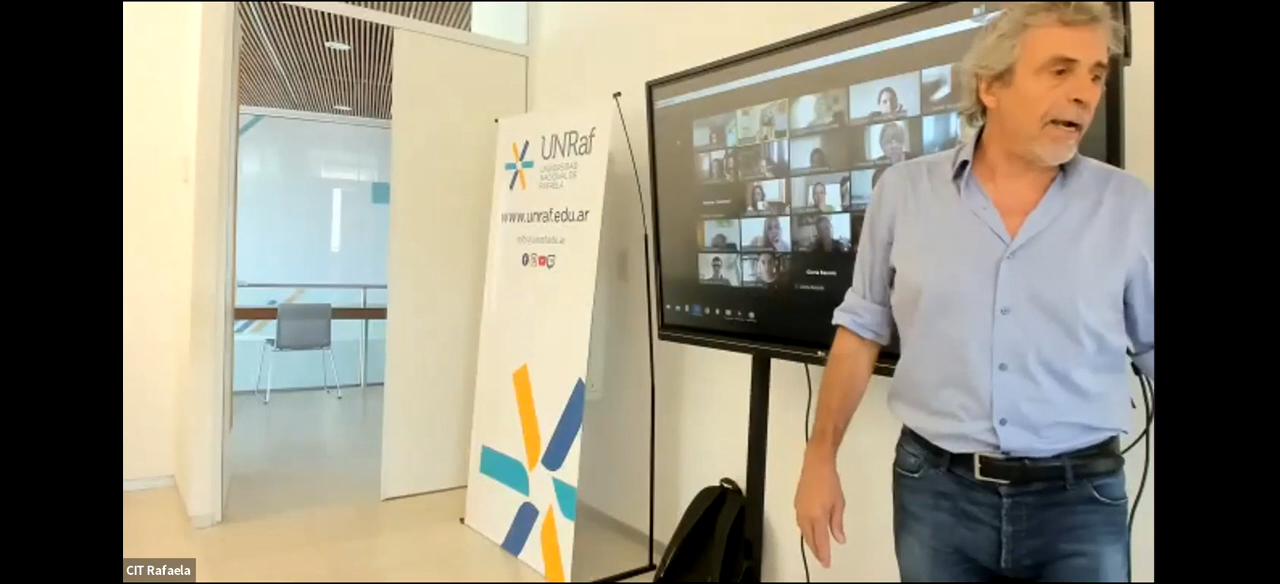 UNRaf
UNIVERSIDAD
NACIONAL DE
RAFAELA
www.unraf.edu.ar
CIT Rafaela